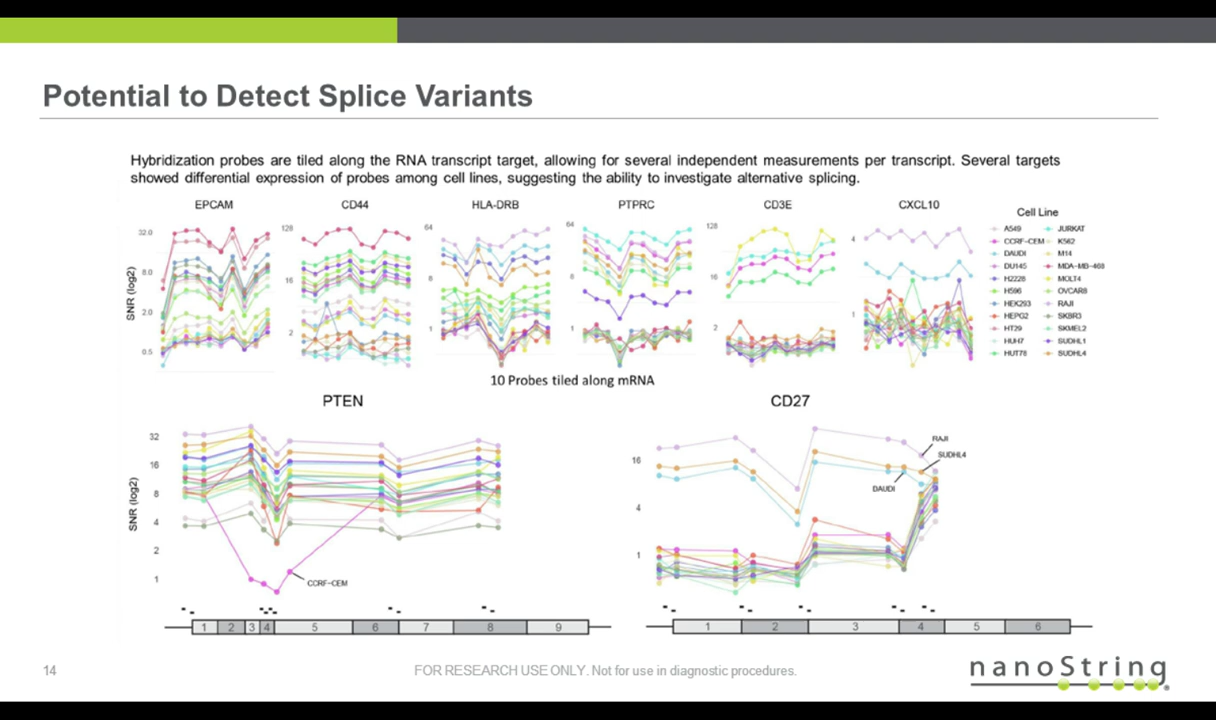 Potential to Detect Splice Variants
Hybridization probes are tiled along the RNA transcript target, allowing for several independent measurements per transcript. Several targets
showed differential expression of probes among cell lines, suggesting the ability to investigate alternative splicing.
EPCAM CD44 HLA-DRB PTPRC CD3E CXCL10
SNR (log2)
32.0
8.0
2.0
0.5
128
16
2
64
8
1
64
8
1
128
16
2
4
1
Cell Line
A549 JURKAT
CCRF-CEM K562
DAUDI M14
DU145 MDA-MB-468
H2228 MOLT4
H596 OVCAR8
HEK293 RAJI
HEPG2 SKBR3
HT29 SKMEL2
HUH7 SUDHL1
HUT78 SUDHL4
10 Probes tiled along mRNA
PTEN
SNR (log2)
32
16
8
4
2
1
CCRF-CEM
1 2 3 4 5 6 7 8 9
CD27
16
4
1
RAJI
SUDHL4
DAUDI
1 2 3 4 5 6
14
FOR RESEARCH USE ONLY. Not for use in diagnostic procedures.
nanoString®